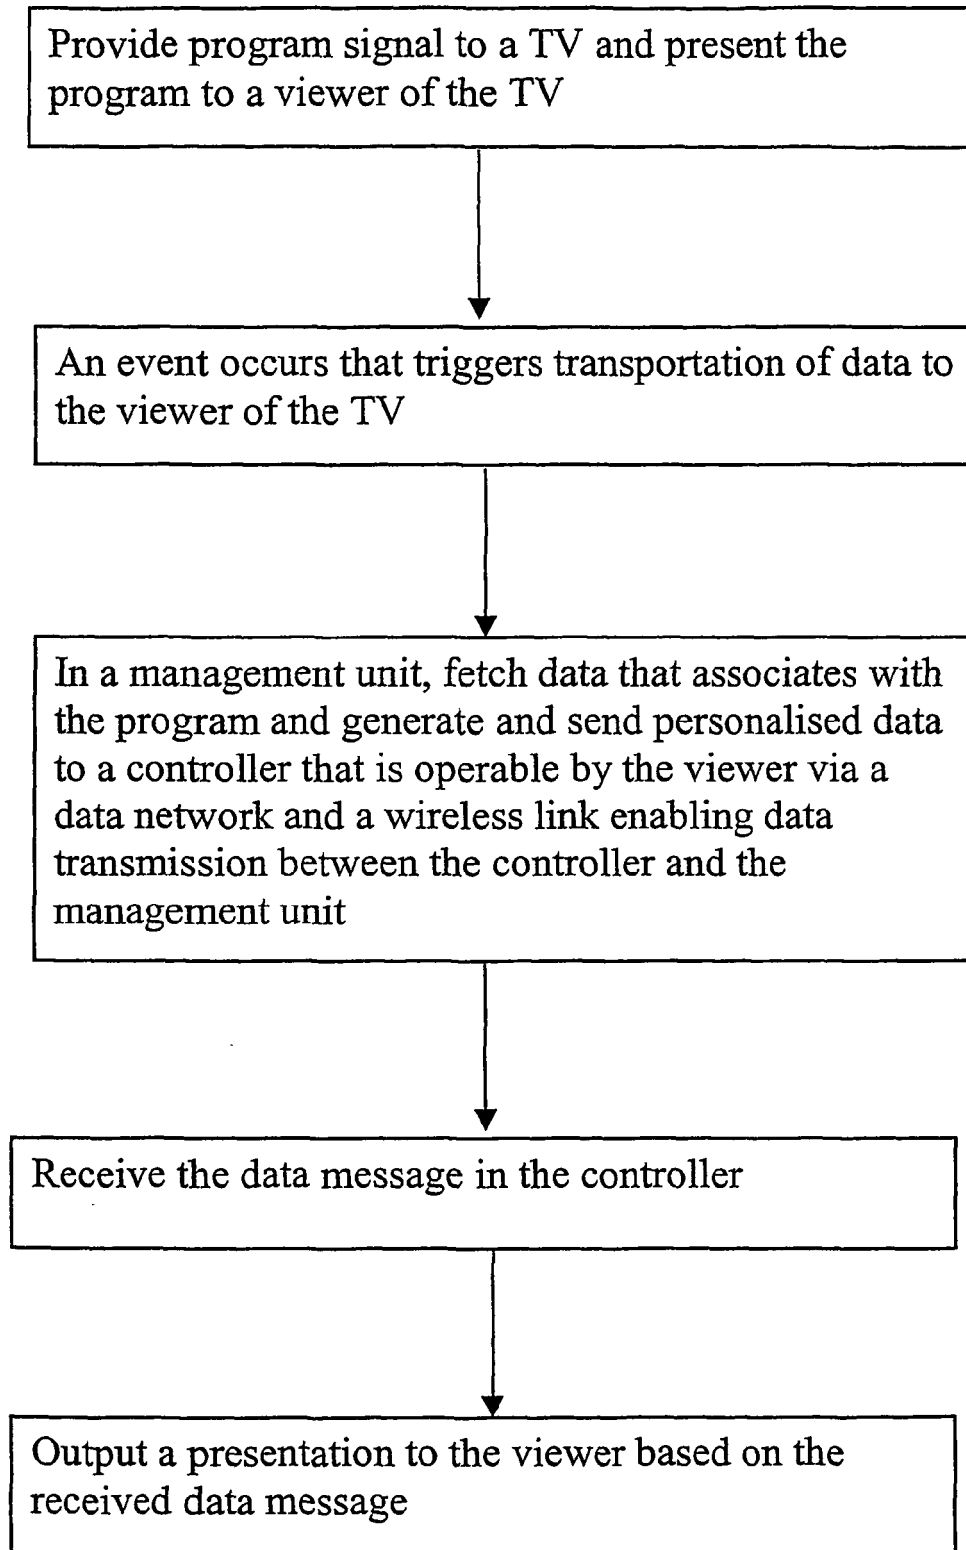 Provide program signal to a TV and present the
program to a viewer of the TV
An event occurs that triggers transportation of data to
the viewer of the TV
In a management unit, fetch data that associates with
the program and generate and send personalised data
to a controller that is operable by the viewer via a
data network and a wireless link enabling data
transmission between the controller and the
management unit
Receive the data message in the controller
Output a presentation to the viewer based on the
received data message